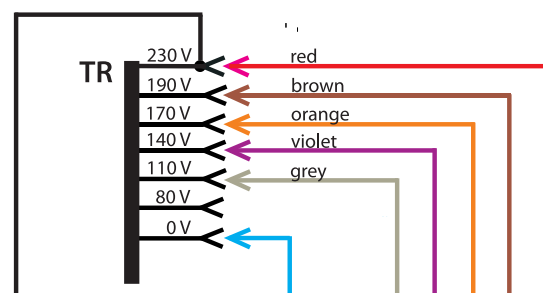 230 V red
TR
190 V brown
170 V orange
140 V violet
110 V grey
80 V
0 V